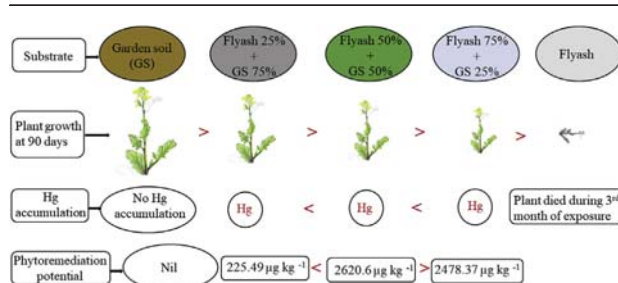 Substrate
Garden soil
(GS)
Flyash 25%
+
GS 75%
Flyash 50%
+
GS 50%
Flyash 75%
+
GS 25%
Flyash
Plant growth
at 90 days
> > > >
Hg
accumulation
No Hg
accumulation
Hg < Hg < Hg
Plant died during 3rd
month of exposure
Phytoremediation
potential
Nil
225.49 µg kg -1 < 2620.6 µg kg -1 > 2478.37 µg kg -1